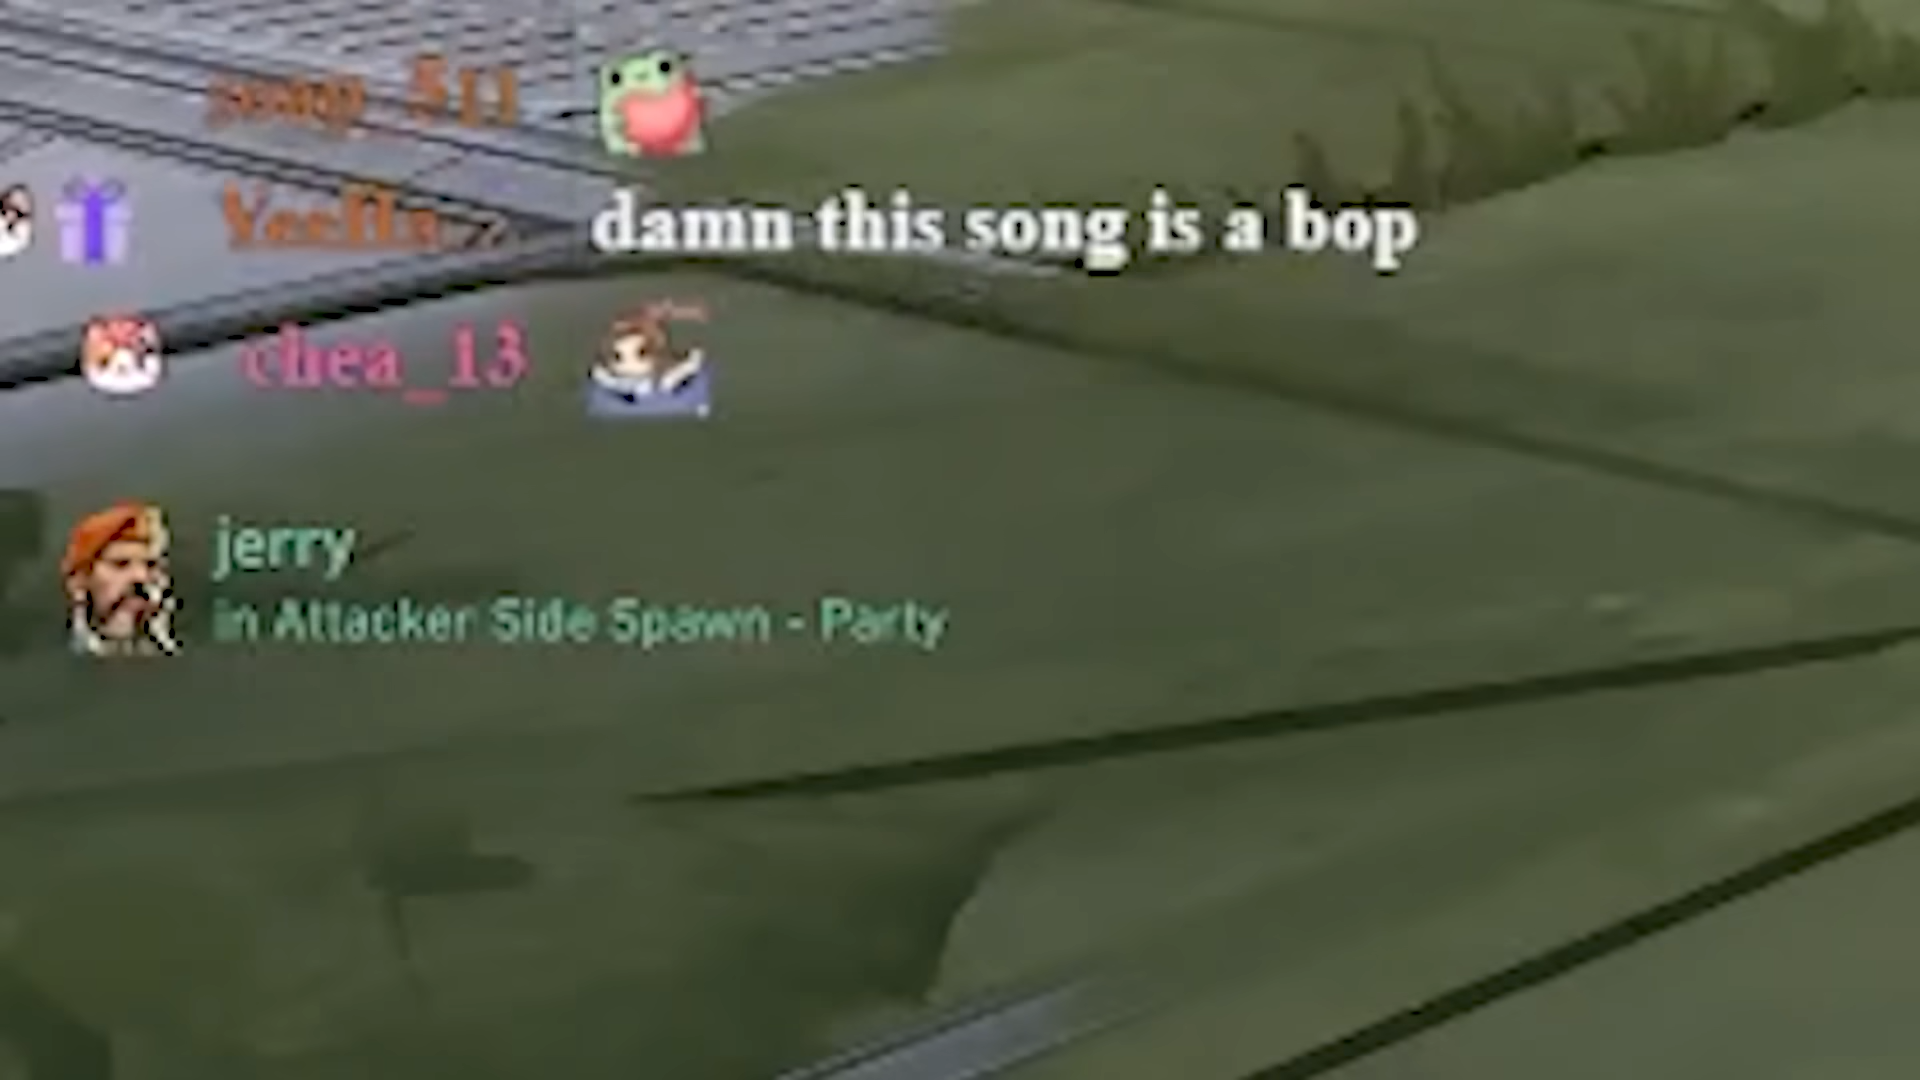 damn this song is a bop
chea_13
jerry
in Attacker Side Spawn - Party